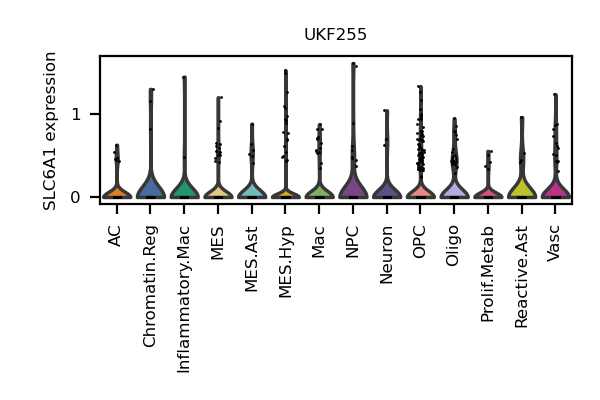 UKF255
SLC6A1 expression
1
0
AC
Chromatin.Reg
Inflammatory.Mac
MES
MES.Ast
MES.Hyp
Mac
NPC
Neuron
OPC
Oligo
Prolif.Metab
Reactive.Ast
Vasc